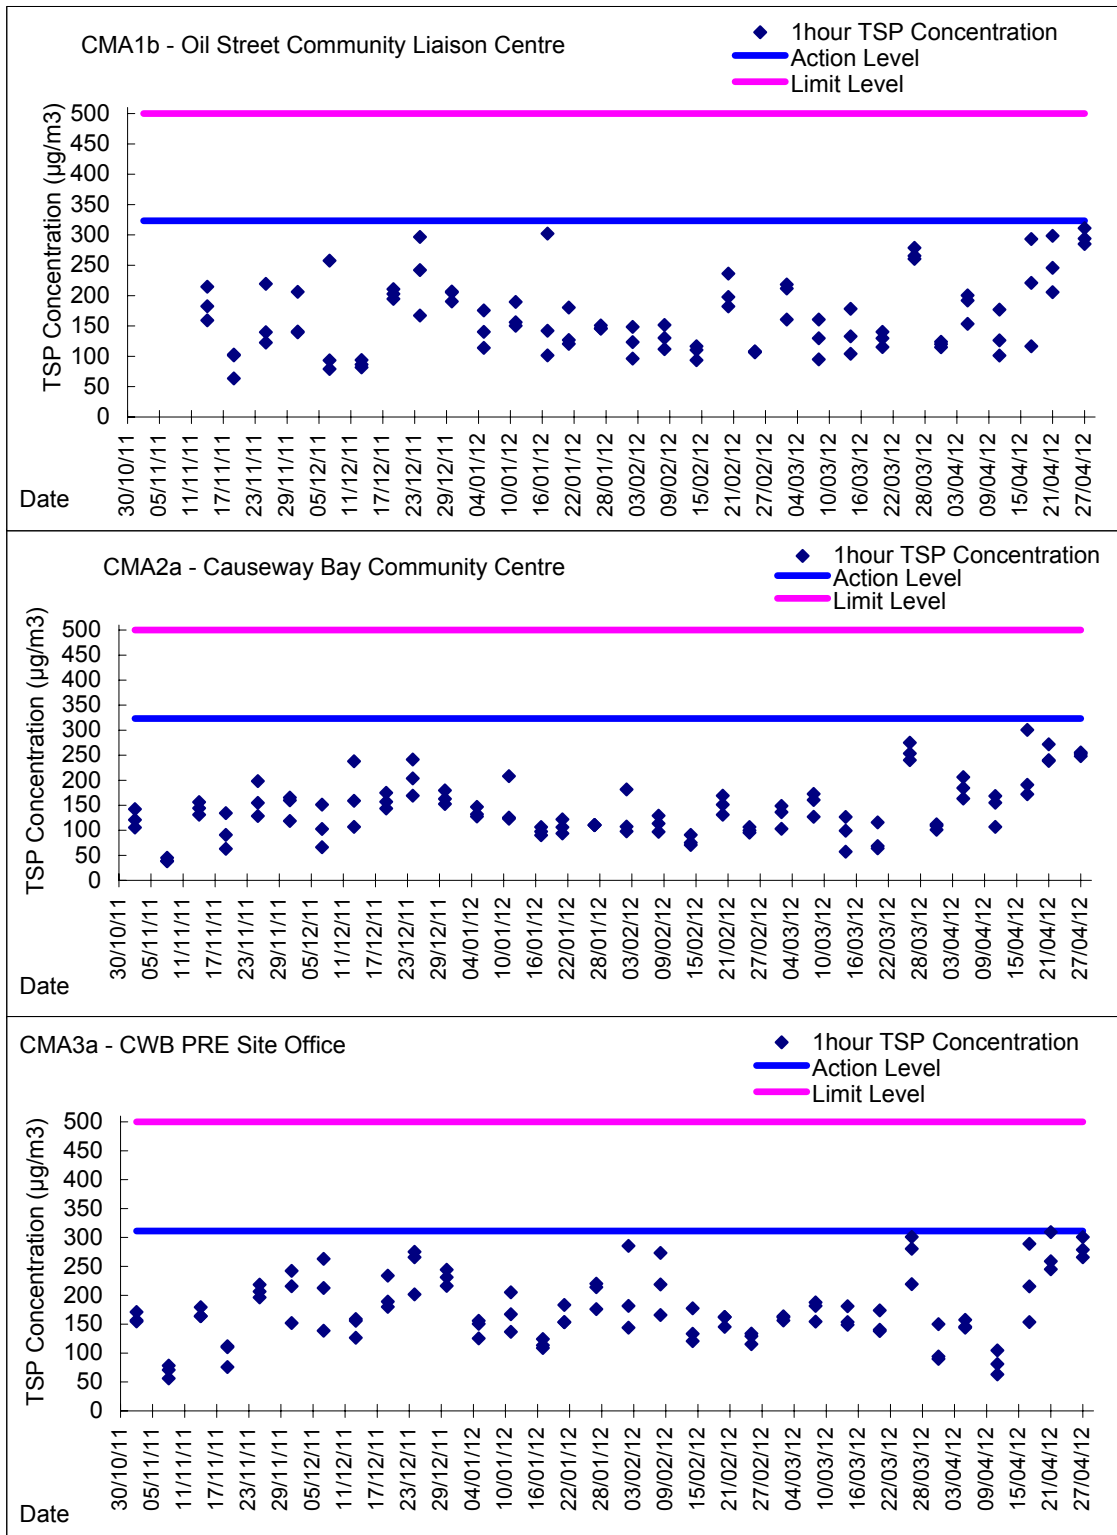 CMA1b - Oil Street Community Liaison Centre
1hour TSP Concentration
Action Level
Limit Level
TSP Concentration (µg/m3)
500
450
400
350
300
250
200
150
100
50
0
30/10/11 05/11/11 11/11/11 17/11/11 23/11/11 29/11/11 05/12/11 11/12/11 17/12/11 23/12/11 29/12/11 04/01/12 10/01/12 16/01/12 22/01/12 28/01/12 03/02/12 09/02/12 15/02/12 21/02/12 27/02/12 04/03/12 10/03/12 16/03/12 22/03/12 28/03/12 03/04/12 09/04/12 15/04/12 21/04/12 27/04/12
Date
CMA2a - Causeway Bay Community Centre
1hour TSP Concentration
Action Level
Limit Level
TSP Concentration (µg/m3)
500
450
400
350
300
250
200
150
100
50
0
30/10/11 05/11/11 11/11/11 17/11/11 23/11/11 29/11/11 05/12/11 11/12/11 17/12/11 23/12/11 29/12/11 04/01/12 10/01/12 16/01/12 22/01/12 28/01/12 03/02/12 09/02/12 15/02/12 21/02/12 27/02/12 04/03/12 10/03/12 16/03/12 22/03/12 28/03/12 03/04/12 09/04/12 15/04/12 21/04/12 27/04/12
Date
CMA3a - CWB PRE Site Office
1hour TSP Concentration
Action Level
Limit Level
TSP Concentration (µg/m3)
500
450
400
350
300
250
200
150
100
50
0
30/10/11 05/11/11 11/11/11 17/11/11 23/11/11 29/11/11 05/12/11 11/12/11 17/12/11 23/12/11 29/12/11 04/01/12 10/01/12 16/01/12 22/01/12 28/01/12 03/02/12 09/02/12 15/02/12 21/02/12 27/02/12 04/03/12 10/03/12 16/03/12 22/03/12 28/03/12 03/04/12 09/04/12 15/04/12 21/04/12 27/04/12
Date